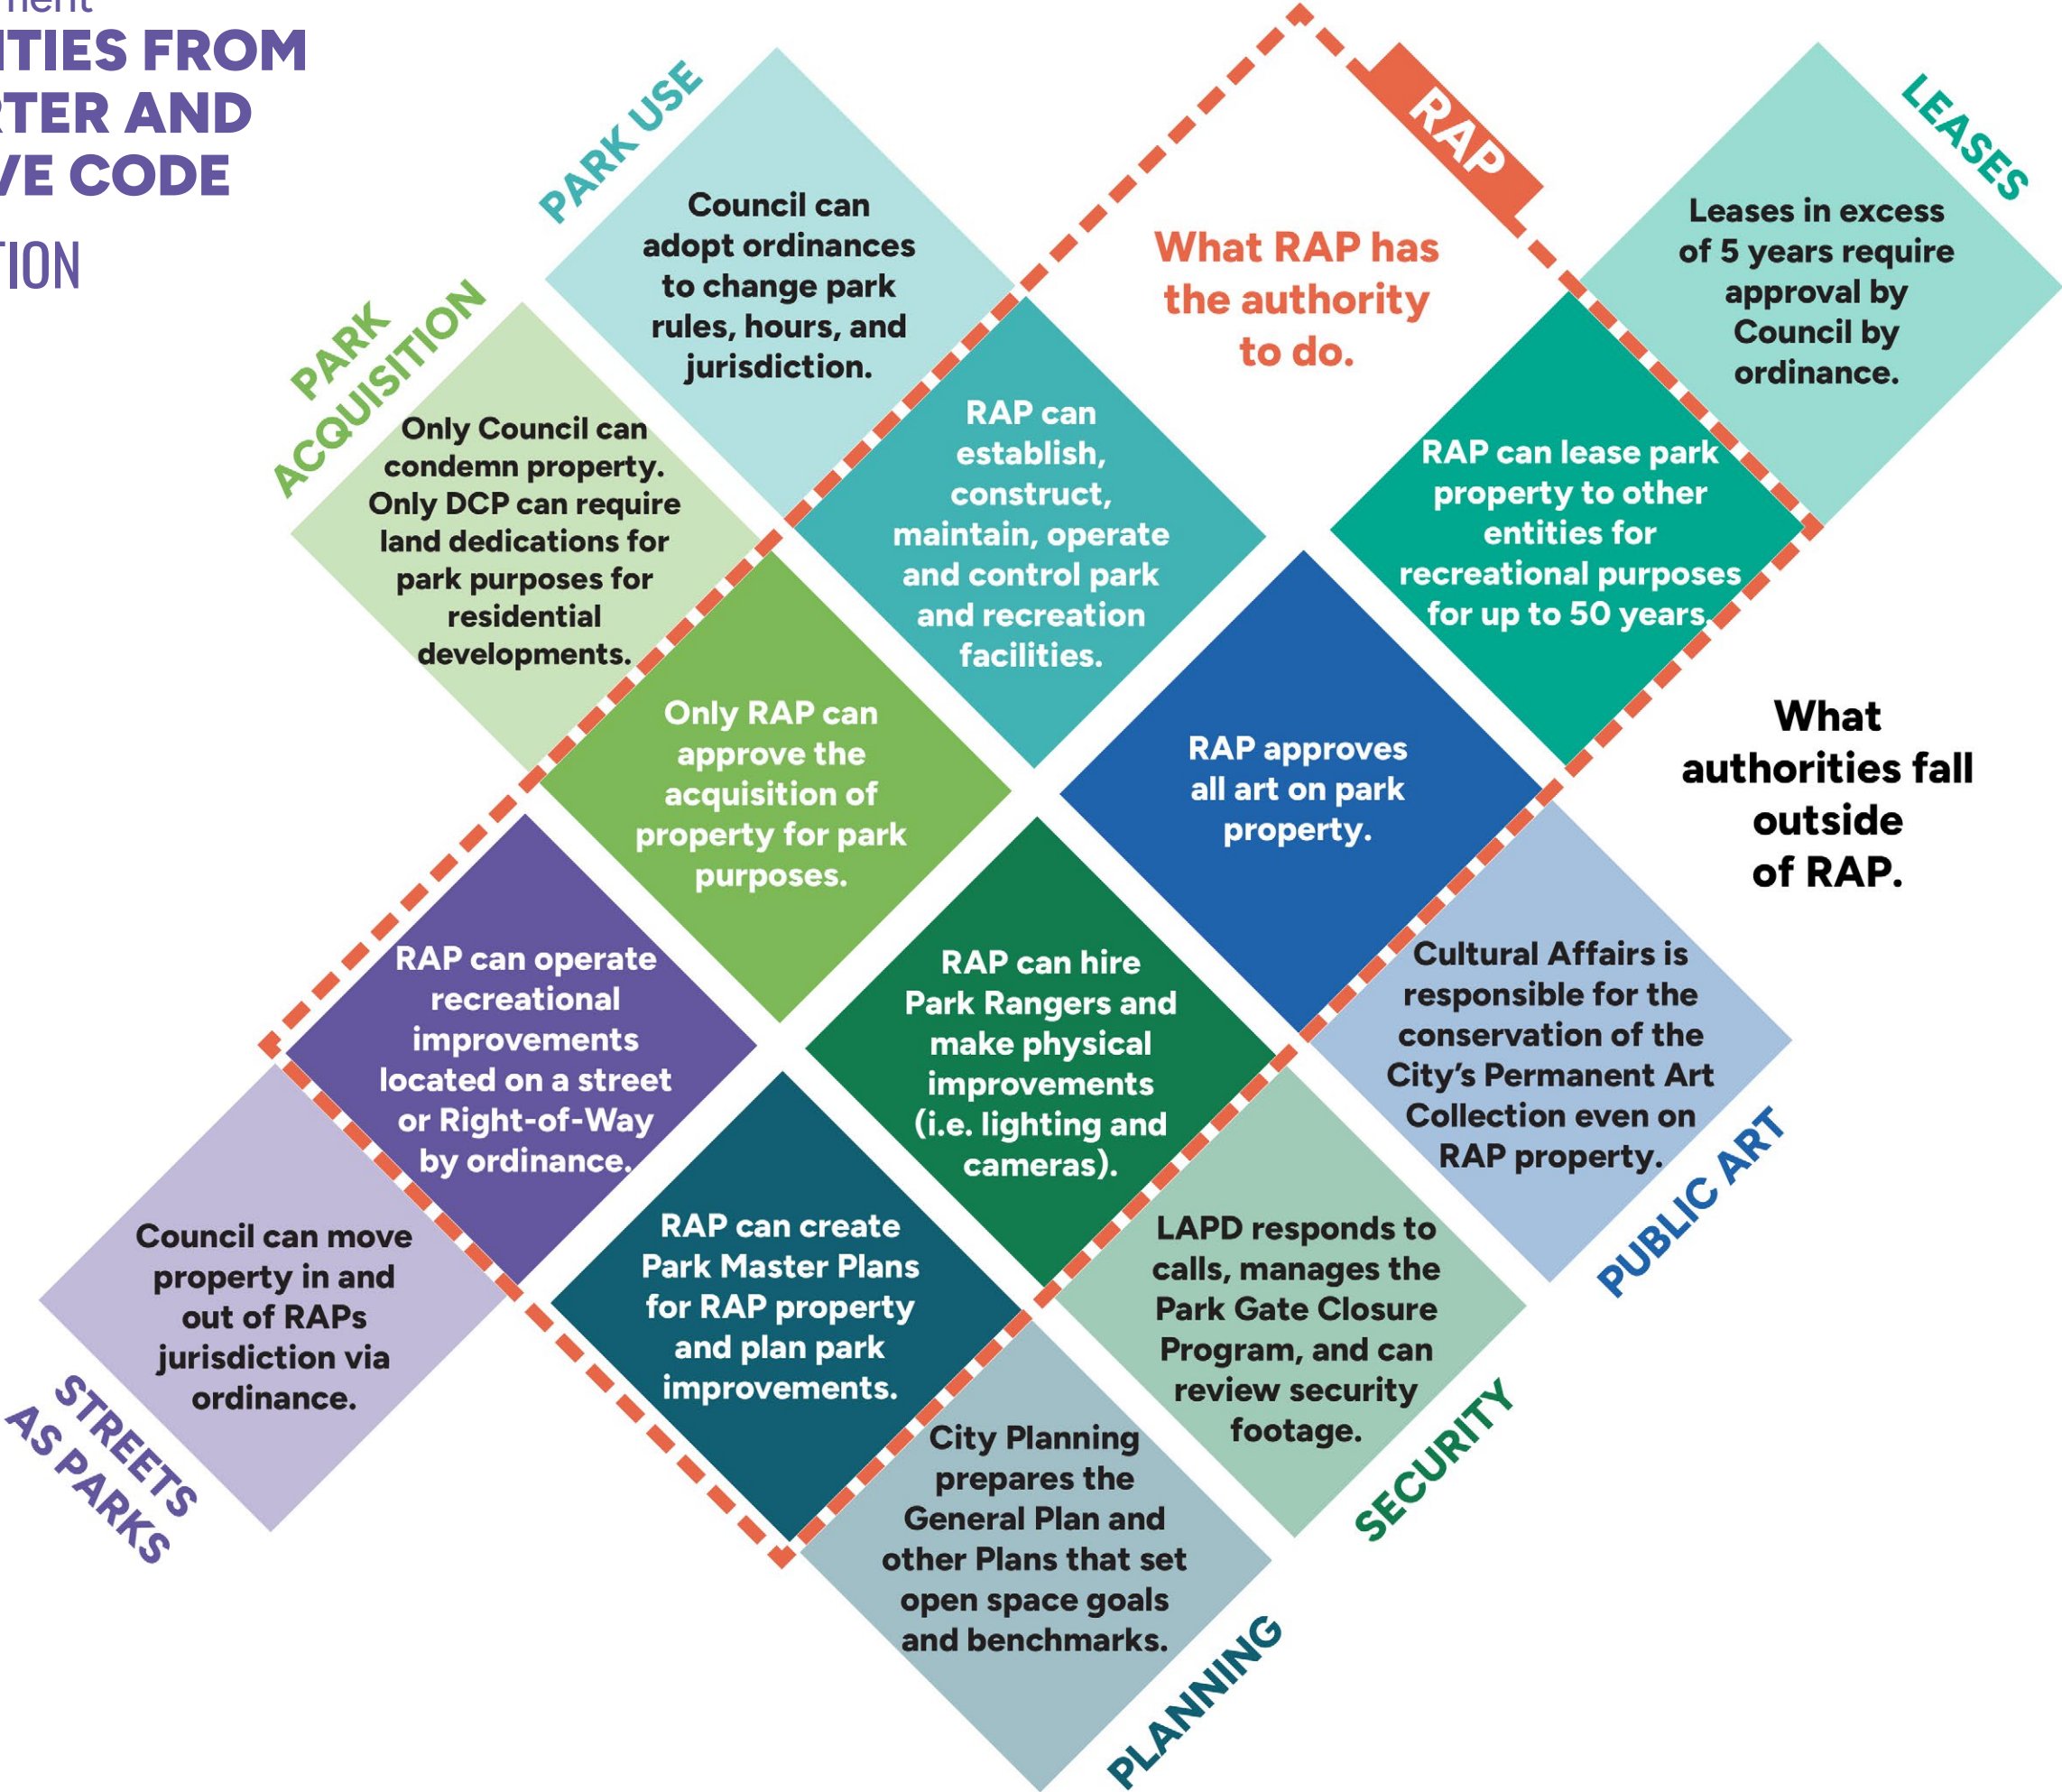 ITIES FROM
RTER AND
VE CODE
TION
PARK USE
Council can
adopt ordinances
to change park
rules, hours, and
jurisdiction.
RAP
What RAP has
the authority
to do.
LEASES
Leases in excess
of 5 years require
approval by
Council by
ordinance.
PARK
ACQUISITION
Only Council can
condemn property.
Only DCP can require
land dedications for
park purposes for
residential
developments.
RAP can
establish,
construct,
maintain, operate
and control park
and recreation
facilities.
RAP can lease park
property to other
entities for
recreational purposes
for up to 50 years.
Only RAP can
approve the
acquisition of
property for park
purposes.
RAP approves
all art on park
property.
What
authorities fall
outside
of RAP.
RAP can operate
recreational
improvements
located on a street
or Right-of-Way
by ordinance.
RAP can hire
Park Rangers and
make physical
improvements
(i.e. lighting and
cameras).
Cultural Affairs is
responsible for the
conservation of the
City's Permanent Art
Collection even on
RAP property.
PUBLIC ART
Council can move
property in and
out of RAPs
jurisdiction via
ordinance.
STREETS
AS PARKS
RAP can create
Park Master Plans
for RAP property
and plan park
improvements.
LAPD responds to
calls, manages the
Park Gate Closure
Program, and can
review security
footage.
SECURITY
City Planning
prepares the
General Plan and
other Plans that set
open space goals
and benchmarks.
PLANNING